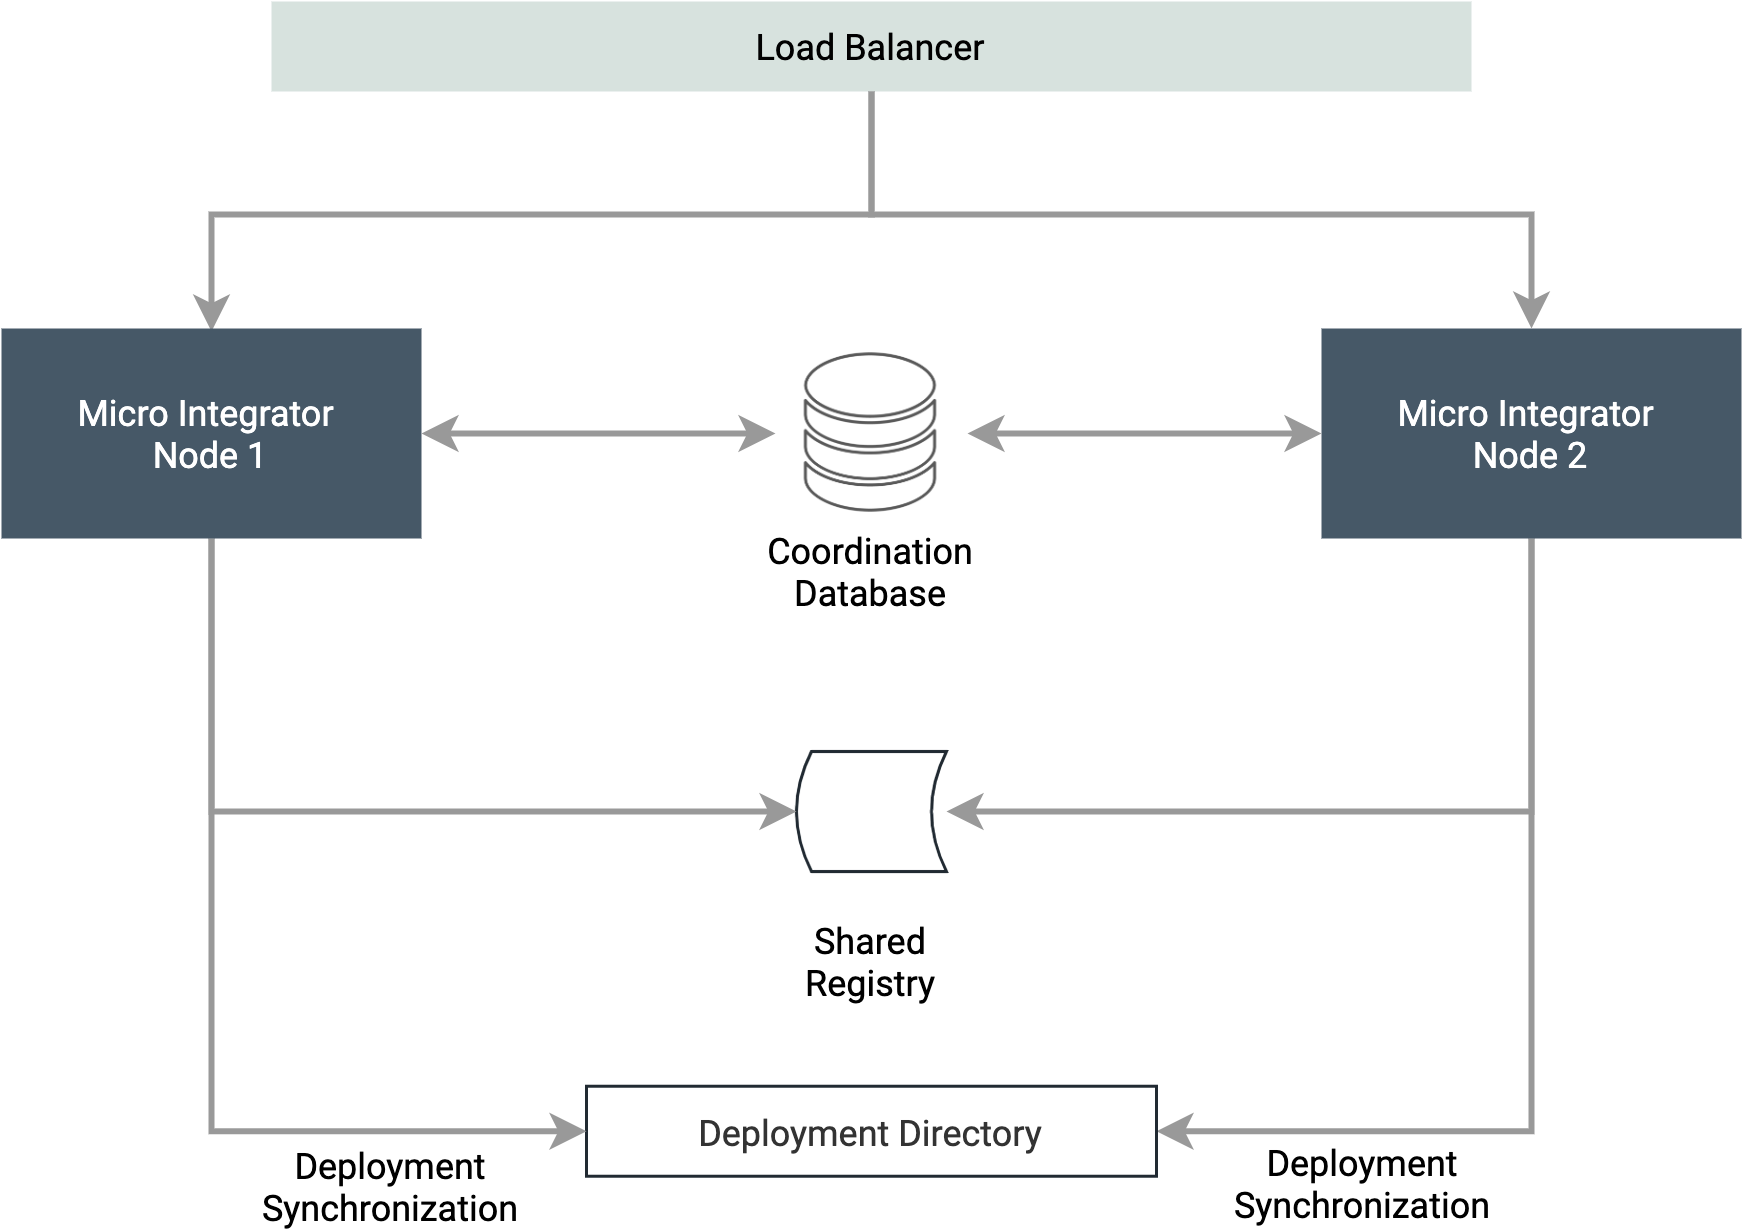 Load Balancer
Micro Integrator
Node 1
Micro Integrator
Node 2
Coordination
Database
Shared
Registry
Deployment Directory
Deployment
Synchronization
Deployment
Synchronization